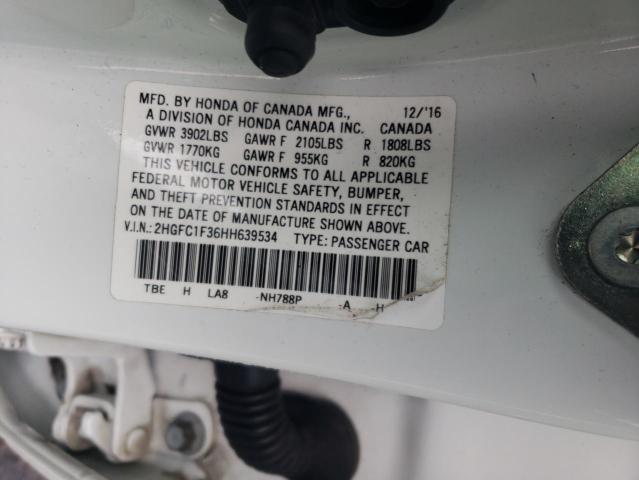 MFD. BY HONDA OF CANADA MFG., 12/'16
A DIVISION OF HONDA CANADA INC. CANADA
GVWR 3902LBS GAWR F 2105LBS R 1808LBS
GVWR 1770KG GAWR F 955KG R 820KG
THIS VEHICLE CONFORMS TO ALL APPLICABLE
FEDERAL MOTOR VEHICLE SAFETY, BUMPER,
AND THEFT PREVENTION STANDARDS IN EFFECT
ON THE DATE OF MANUFACTURE SHOWN ABOVE.
V.I.N.: 2HGFC1F36HH639534 TYPE: PASSENGER CAR
TBE H LA8 -NH788P -A H